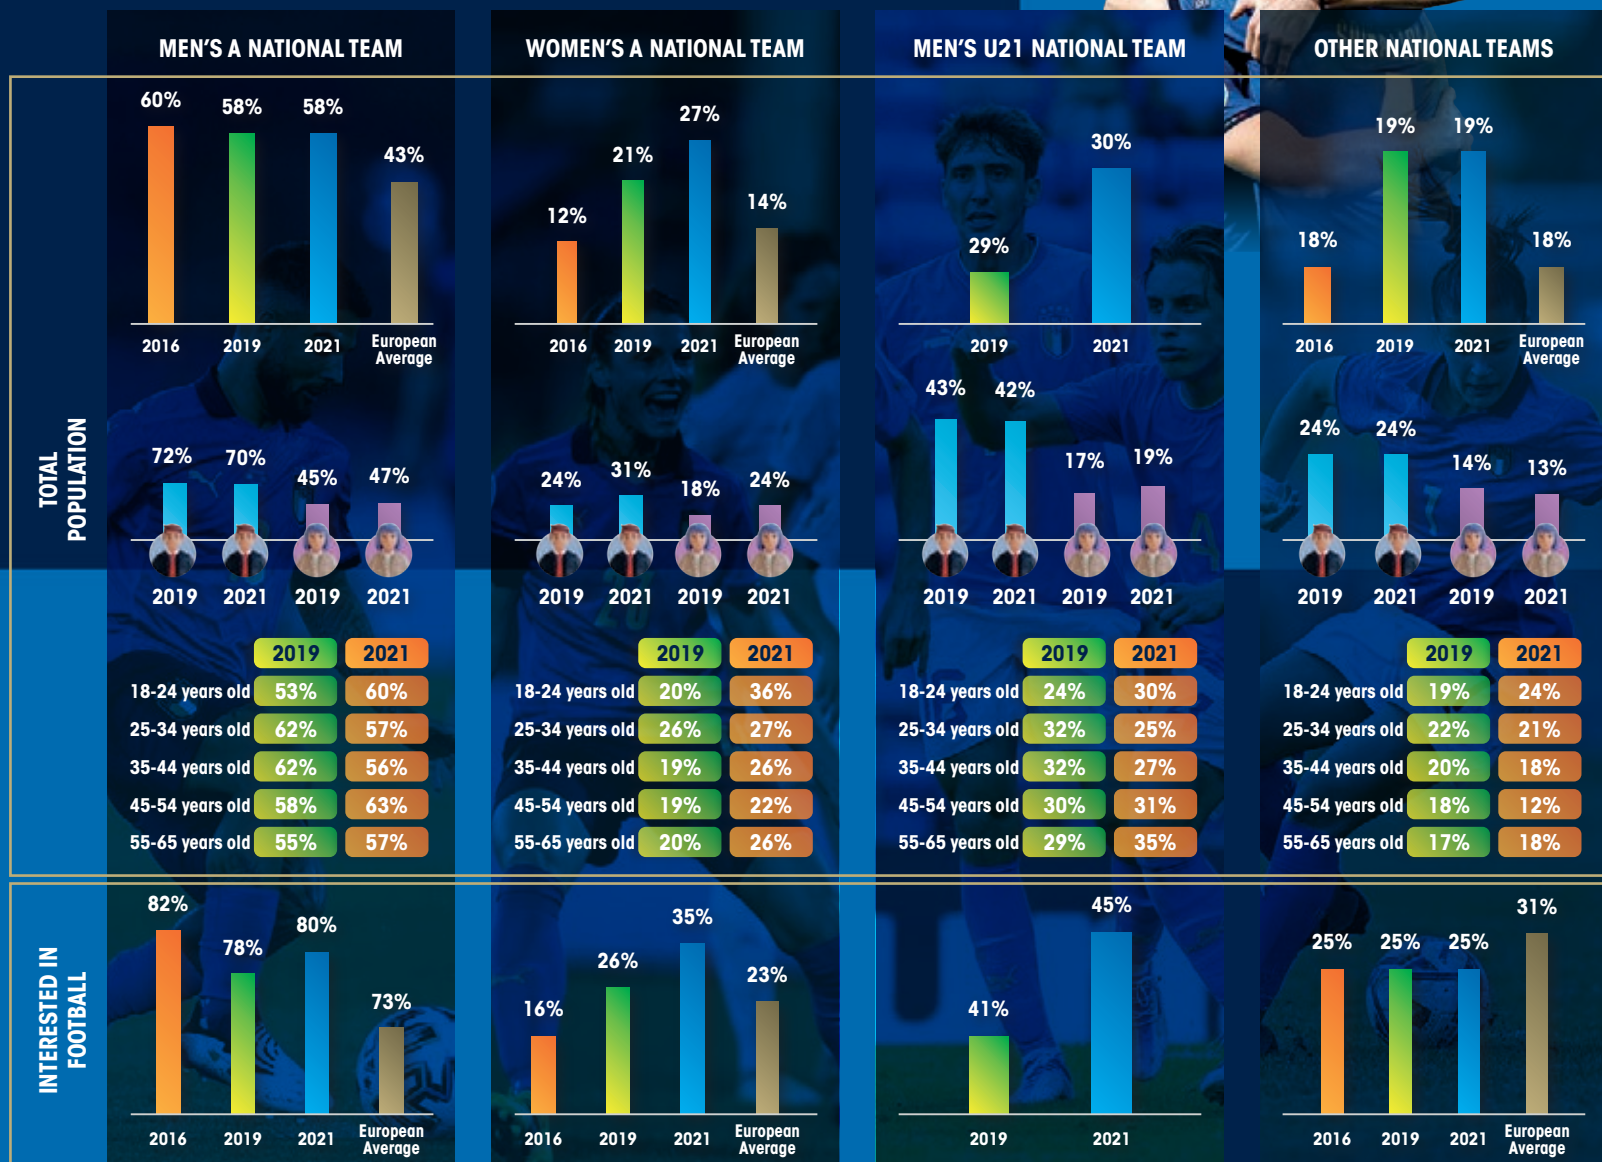 MEN'S A NATIONAL TEAM
WOMEN'S A NATIONAL TEAM
MEN'S U21 NATIONAL TEAM
OTHER NATIONAL TEAMS
TOTAL
POPULATION
60%
58%
58%
43%
2016
2019
2021
European
Average
12%
21%
27%
14%
2016
2019
2021
European
Average
29%
30%
2019
2021
18%
19%
19%
18%
2016
2019
2021
European
Average
72%
70%
45%
47%
2019
2021
2019
2021
24%
31%
18%
24%
2019
2021
2019
2021
43%
42%
17%
19%
2019
2021
2019
2021
24%
24%
14%
13%
2019
2021
2019
2021
2019 2021
18-24 years old 53% 60%
25-34 years old 62% 57%
35-44 years old 62% 56%
45-54 years old 58% 63%
55-65 years old 55% 57%
2019 2021
18-24 years old 20% 36%
25-34 years old 26% 27%
35-44 years old 19% 26%
45-54 years old 19% 22%
55-65 years old 20% 26%
2019 2021
18-24 years old 24% 30%
25-34 years old 32% 25%
35-44 years old 32% 27%
45-54 years old 30% 31%
55-65 years old 29% 35%
2019 2021
18-24 years old 19% 24%
25-34 years old 22% 21%
35-44 years old 20% 18%
45-54 years old 18% 12%
55-65 years old 17% 18%
INTERESTED IN
FOOTBALL
82%
78%
80%
73%
2016
2019
2021
European
Average
16%
26%
35%
23%
2016
2019
2021
European
Average
41%
45%
2019
2021
25%
25%
25%
31%
2016
2019
2021
European
Average